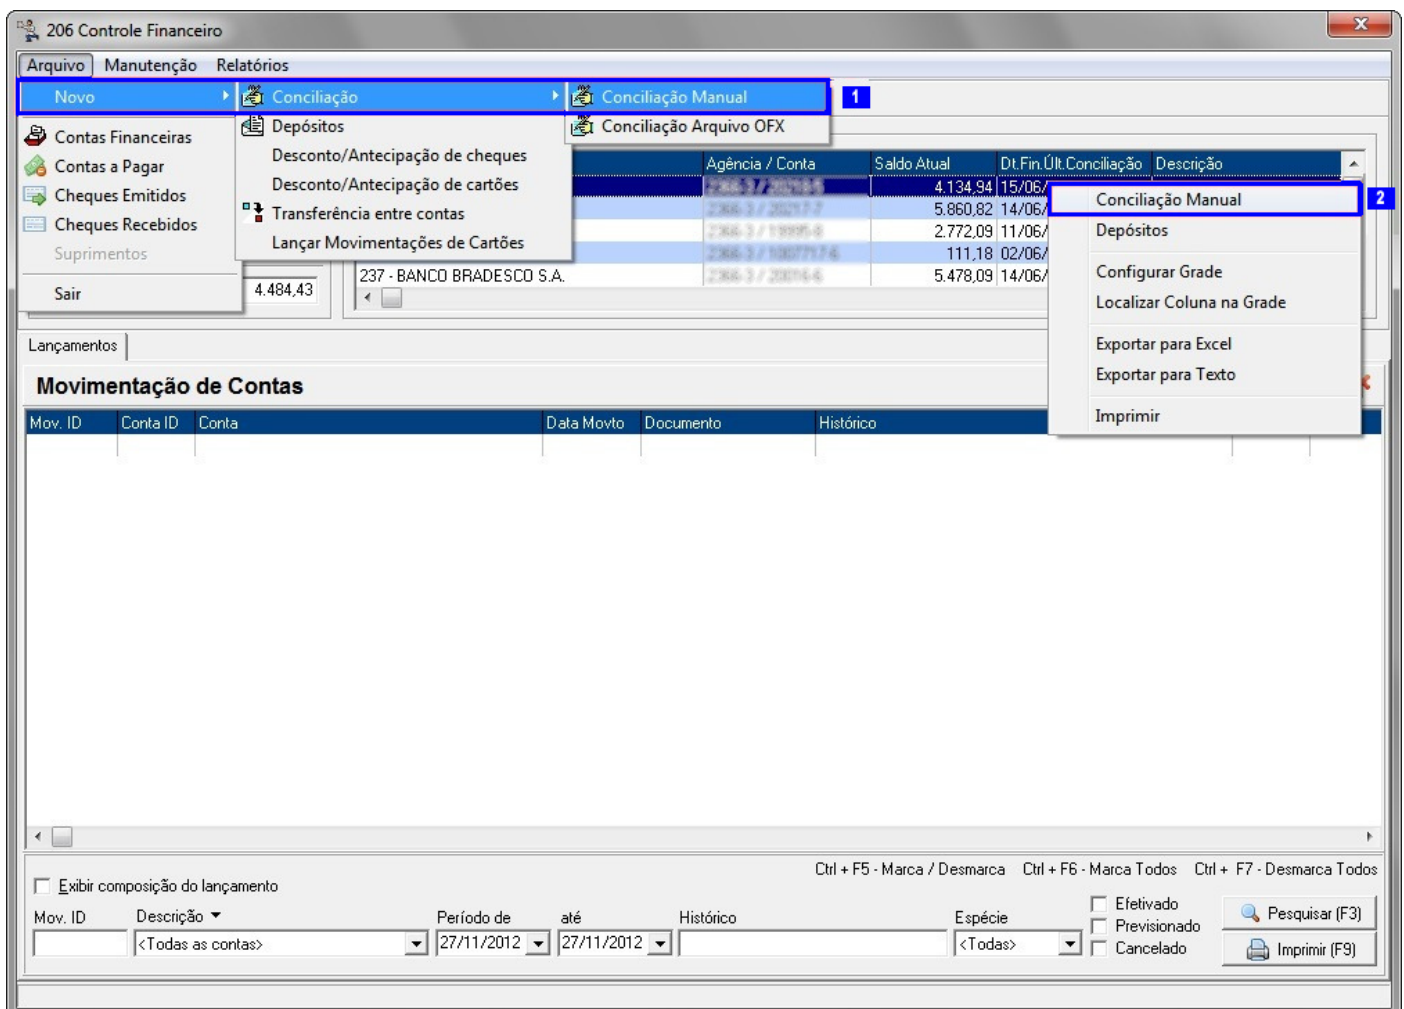 206 Controle Financeiro
Arquivo Manutenção Relatórios
Novo
Contas Financeiras
Contas a Pagar
Cheques Emitidos
Cheques Recebidos
Suprimentos
Sair
Conciliação
Depósitos
Desconto/Antecipação de cheques
Desconto/Antecipação de cartões
Transferência entre contas
Lançar Movimentações de Cartões
Conciliação Manual 1
Conciliação Arquivo OFX
Agência / Conta Saldo Atual Dt.Fin.Últ.Conciliação Descrição
4.134,94 15/06/
5.860,82 14/06/
2.772,09 11/06/
111,18 02/06/
237 - BANCO BRADESCO S.A. 5.478,09 14/06/
4.484,43
Conciliação Manual 2
Depósitos
Configurar Grade
Localizar Coluna na Grade
Exportar para Excel
Exportar para Texto
Imprimir
Lançamentos
Movimentação de Contas
Mov. ID Conta ID Conta Data Movto Documento Histórico
Ctrl + F5 - Marca / Desmarca Ctrl + F6 - Marca Todos Ctrl + F7 - Desmarca Todos
Exibir composição do lançamento
Mov. ID Descrição Período de até Histórico Espécie
<Todas as contas> 27/11/2012 27/11/2012 <Todas>
Efetivado
Previsionado
Cancelado
Pesquisar (F3)
Imprimir (F9)